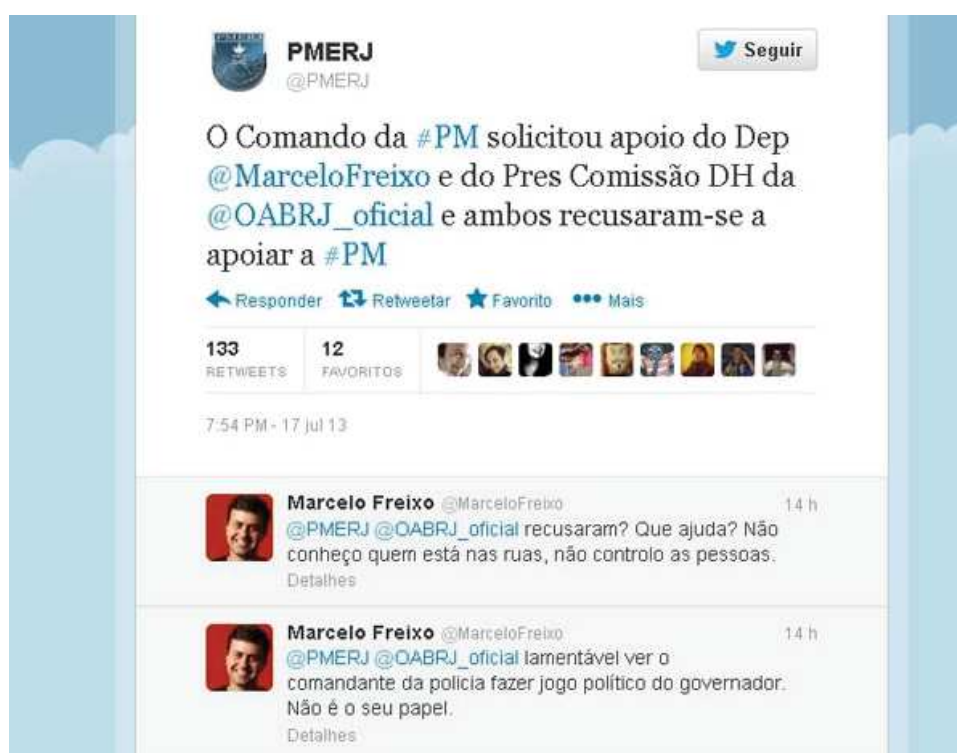 PMERJ
@PMERJ
Seguir
O Comando da #PM solicitou apoio do Dep
@MarceloFreixo e do Pres Comissão DH da
@OABRJ_oficial e ambos recusaram-se a
apoiar a #PM
Responder Retweetar Favorito Mais
133 12
RETWEETS FAVORITOS
7:54 PM - 17 jul 13
Marcelo Freixo @MarceloFreixo 14 h
@PMERJ @OABRJ_oficial recusaram? Que ajuda? Não
conheço quem está nas ruas, não controlo as pessoas.
Detalhes
Marcelo Freixo @MarceloFreixo 14 h
@PMERJ @OABRJ_oficial lamentável ver o
comandante da policia fazer jogo político do governador.
Não é o seu papel.
Detalhes